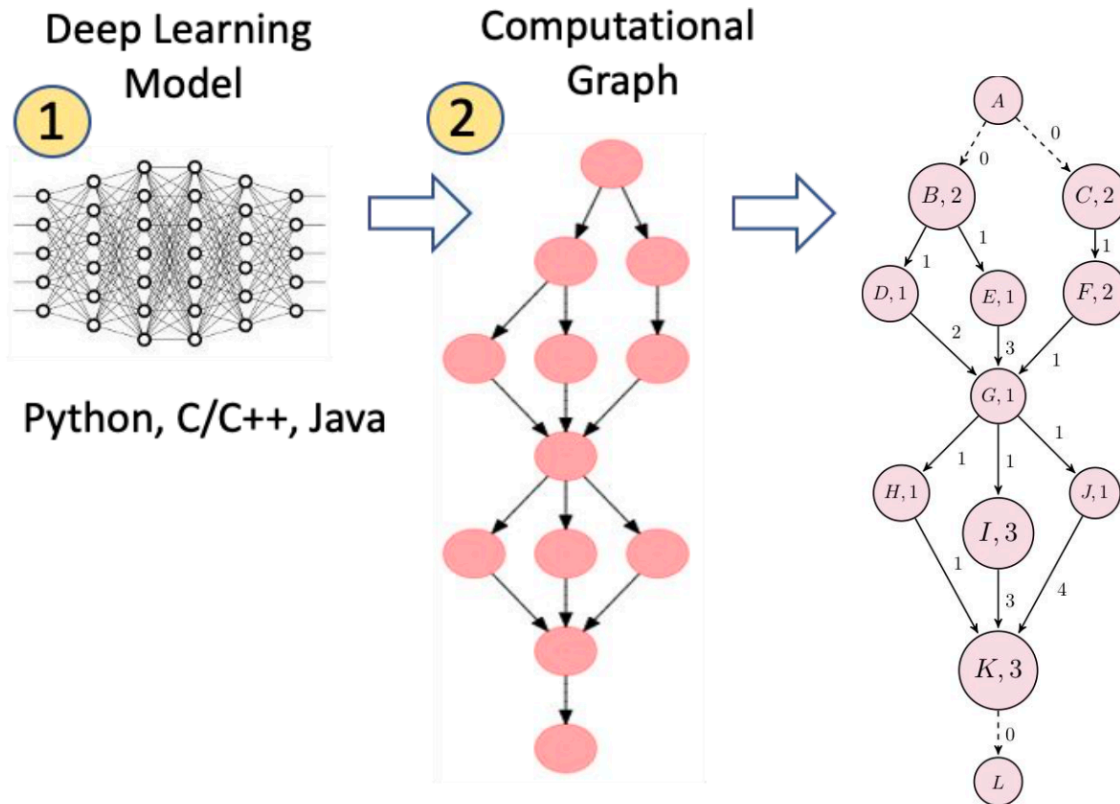 Deep Learning
Model
1
Python, C/C++, Java
Computational
Graph
2
A
0
0
B, 2
C, 2
1
1
1
D, 1
E, 1
F, 2
2
3
1
G, 1
1
1
1
H, 1
I, 3
J, 1
1
3
4
K, 3
0
L